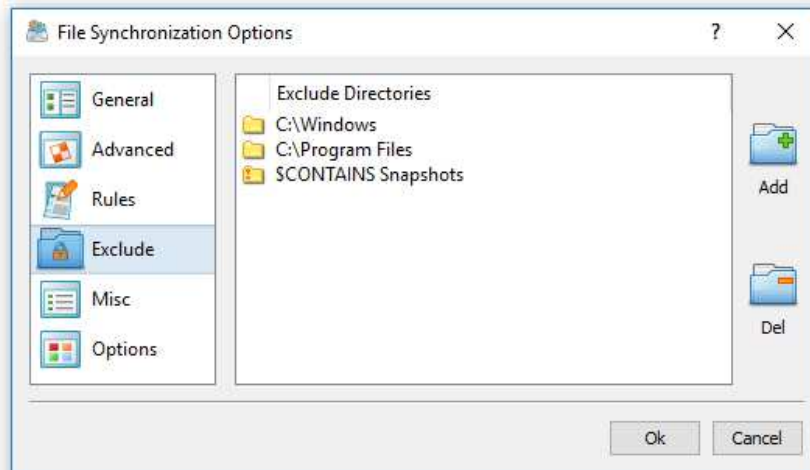 File Synchronization Options
?
General
Advanced
Rules
Exclude
Misc
Options
Exclude Directories
C:\Windows
C:\Program Files
$CONTAINS Snapshots
Add
Del
Ok
Cancel